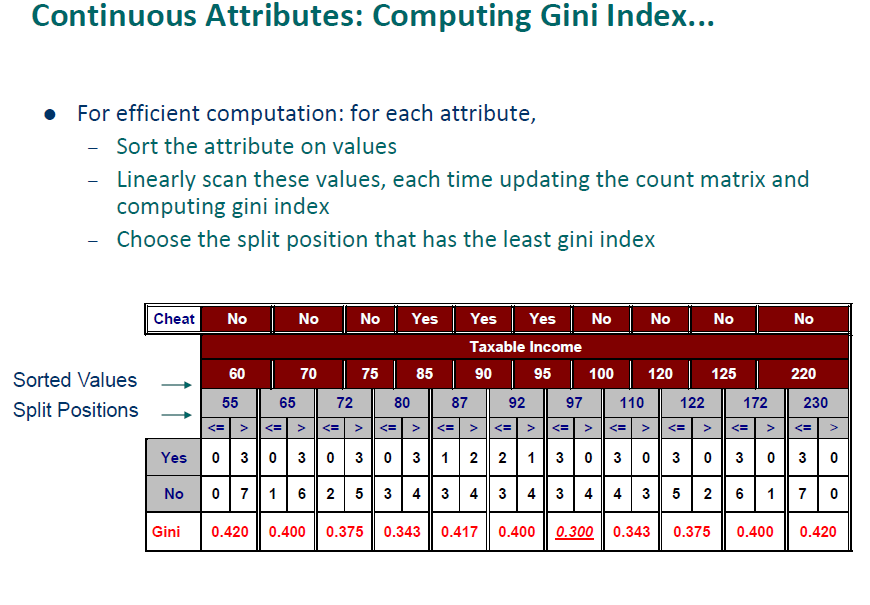 Continuous Attributes: Computing Gini Index...
● For efficient computation: for each attribute,
– Sort the attribute on values
– Linearly scan these values, each time updating the count matrix and
computing gini index
– Choose the split position that has the least gini index
Cheat No No No Yes Yes Yes No No No No
Taxable Income
Sorted Values 60 70 75 85 90 95 100 120 125 220
Split Positions 55 65 72 80 87 92 97 110 122 172 230
<= > <= > <= > <= > <= > <= > <= > <= > <= > <= > <= >
Yes 0 3 0 3 0 3 0 3 1 2 2 1 3 0 3 0 3 0 3 0 3 0
No 0 7 1 6 2 5 3 4 3 4 3 4 3 4 4 3 5 2 6 1 7 0
Gini 0.420 0.400 0.375 0.343 0.417 0.400 0.300 0.343 0.375 0.400 0.420